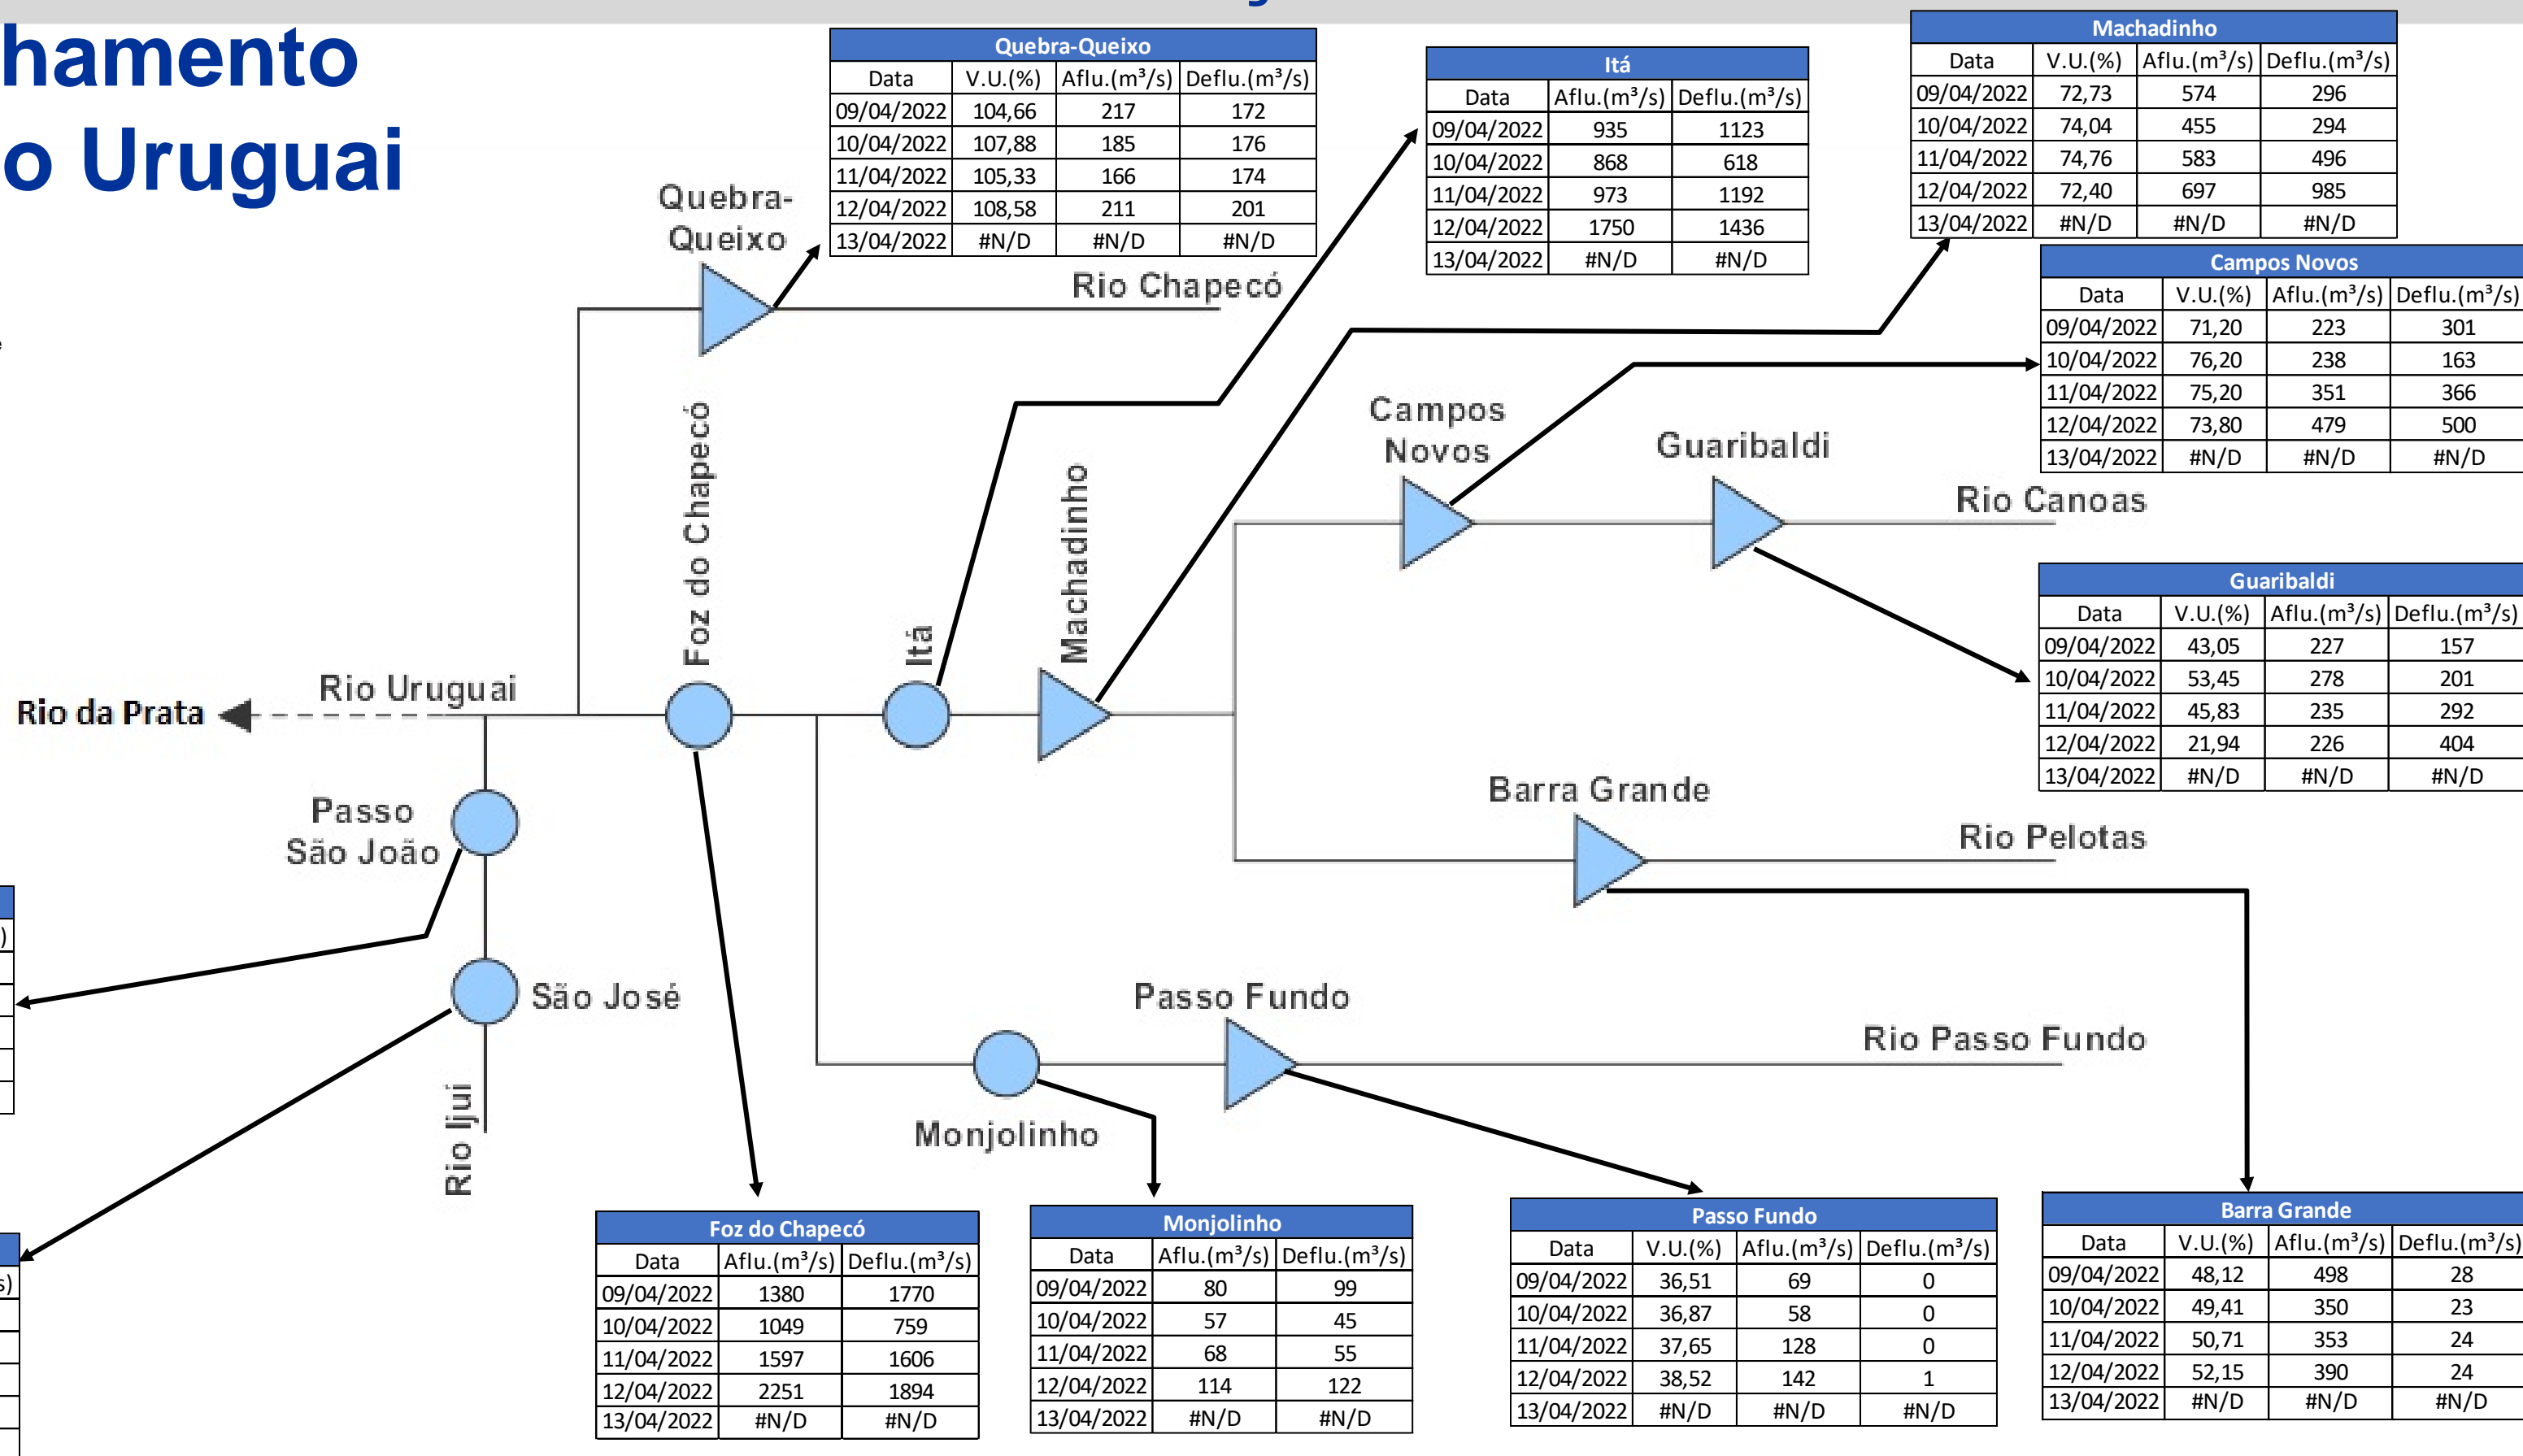 hamento
o Uruguai
Quebra-Queixo
Data V.U.(%) Aflu.(m³/s) Deflu.(m³/s)
09/04/2022 104,66 217 172
10/04/2022 107,88 185 176
11/04/2022 105,33 166 174
12/04/2022 108,58 211 201
13/04/2022 #N/D #N/D #N/D
Itá
Data Aflu.(m³/s) Deflu.(m³/s)
09/04/2022 935 1123
10/04/2022 868 618
11/04/2022 973 1192
12/04/2022 1750 1436
13/04/2022 #N/D #N/D
Machadinho
Data V.U.(%) Aflu.(m³/s) Deflu.(m³/s)
09/04/2022 72,73 574 296
10/04/2022 74,04 455 294
11/04/2022 74,76 583 496
12/04/2022 72,40 697 985
13/04/2022 #N/D #N/D #N/D
Campos Novos
Data V.U.(%) Aflu.(m³/s) Deflu.(m³/s)
09/04/2022 71,20 223 301
10/04/2022 76,20 238 163
11/04/2022 75,20 351 366
12/04/2022 73,80 479 500
13/04/2022 #N/D #N/D #N/D
Quebra-
Queixo
Rio Chapecó
Foz do Chapecó
Itá
Machadinho
Campos
Novos
Guaribaldi
Rio Canoas
Guaribaldi
Data V.U.(%) Aflu.(m³/s) Deflu.(m³/s)
09/04/2022 43,05 227 157
10/04/2022 53,45 278 201
11/04/2022 45,83 235 292
12/04/2022 21,94 226 404
13/04/2022 #N/D #N/D #N/D
Rio da Prata
Rio Uruguai
Barra Grande
Rio Pelotas
Passo
São João
São José
Rio Ijui
Passo Fundo
Rio Passo Fundo
Monjolinho
Foz do Chapecó
Data Aflu.(m³/s) Deflu.(m³/s)
09/04/2022 1380 1770
10/04/2022 1049 759
11/04/2022 1597 1606
12/04/2022 2251 1894
13/04/2022 #N/D #N/D
Monjolinho
Data Aflu.(m³/s) Deflu.(m³/s)
09/04/2022 80 99
10/04/2022 57 45
11/04/2022 68 55
12/04/2022 114 122
13/04/2022 #N/D #N/D
Passo Fundo
Data V.U.(%) Aflu.(m³/s) Deflu.(m³/s)
09/04/2022 36,51 69 0
10/04/2022 36,87 58 0
11/04/2022 37,65 128 0
12/04/2022 38,52 142 1
13/04/2022 #N/D #N/D #N/D
Barra Grande
Data V.U.(%) Aflu.(m³/s) Deflu.(m³/s)
09/04/2022 48,12 498 28
10/04/2022 49,41 350 23
11/04/2022 50,71 353 24
12/04/2022 52,15 390 24
13/04/2022 #N/D #N/D #N/D